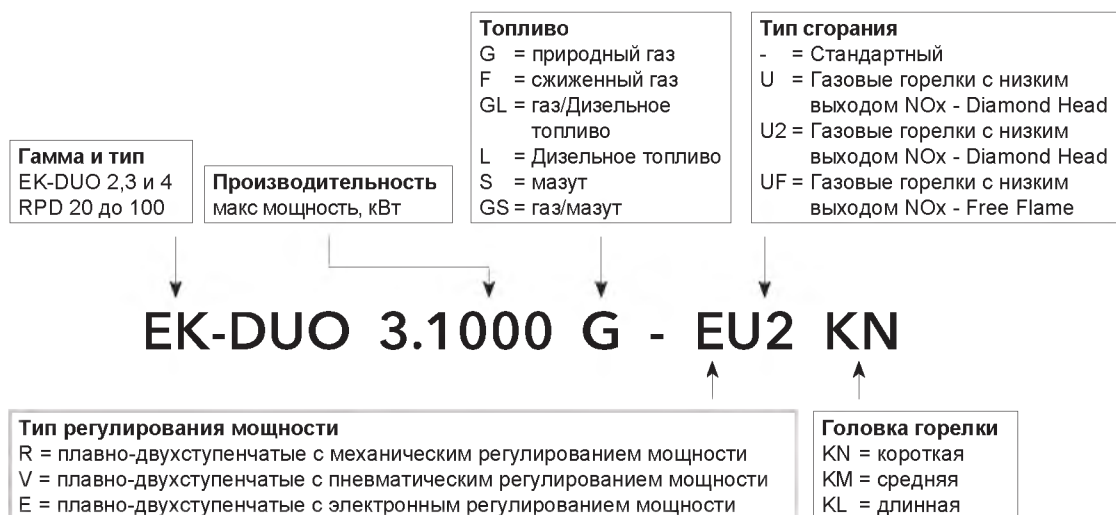 Топливо
G = природный газ
F = сжиженный газ
GL = газ/Дизельное
топливо
L = Дизельное топливо
S = мазут
GS = газ/мазут
Тип сгорания
- = Стандартный
U = Газовые горелки с низким
выходом NOx - Diamond Head
U2 = Газовые горелки с низким
выходом NOx - Diamond Head
UF = Газовые горелки с низким
выходом NOx - Free Flame
Гамма и тип
EK-DUO 2,3 и 4
RPD 20 до 100
Производительность
макс мощность, кВт
EK-DUO 3.1000 G - EU2 KN
Тип регулирования мощности
R = плавно-двухступенчатые с механическим регулированием мощности
V = плавно-двухступенчатые с пневматическим регулированием мощности
E = плавно-двухступенчатые с электронным регулированием мощности
Головка горелки
KN = короткая
KM = средняя
KL = длинная